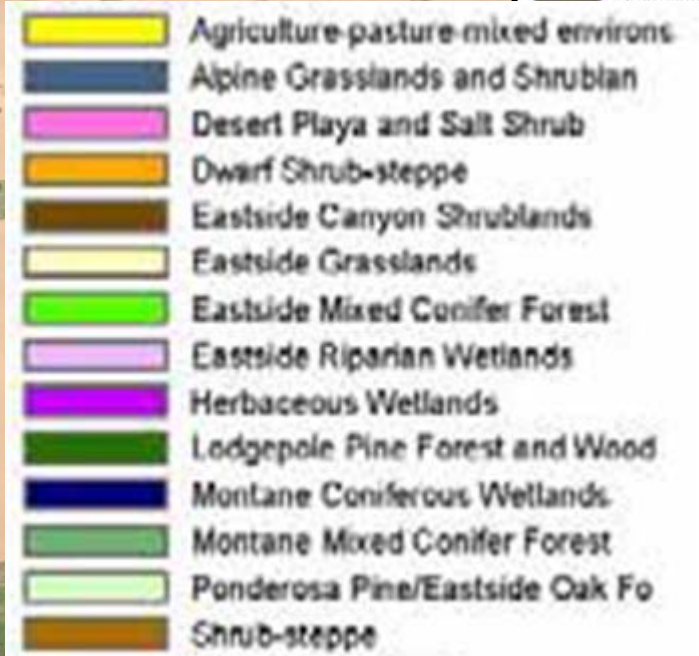 Agriculture-pasture-mixed environs
Alpine Grasslands and Shrublan
Desert Playa and Salt Shrub
Dwarf Shrub-steppe
Eastside Canyon Shrublands
Eastside Grasslands
Eastside Mixed Conifer Forest
Eastside Riparian Wetlands
Herbaceous Wetlands
Lodgepole Pine Forest and Wood
Montane Coniferous Wetlands
Montane Mixed Conifer Forest
Ponderosa Pine/Eastside Oak Fo
Shrub-steppe